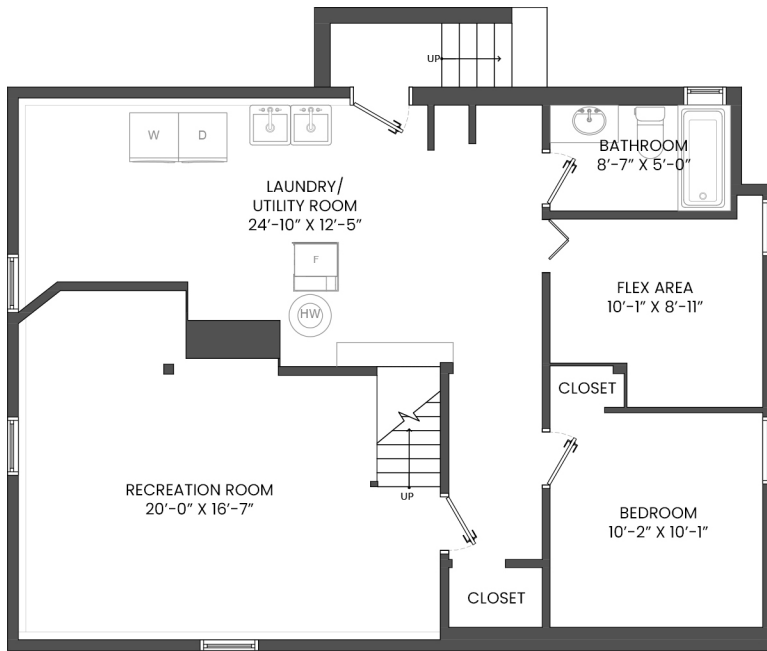 UP
W
D
BATHROOM
8'-7" X 5'-0"
LAUNDRY/
UTILITY ROOM
24'-10" X 12'-5"
F
HW
FLEX AREA
10'-1" X 8'-11"
CLOSET
RECREATION ROOM
20'-0" X 16'-7"
UP
BEDROOM
10'-2" X 10'-1"
CLOSET